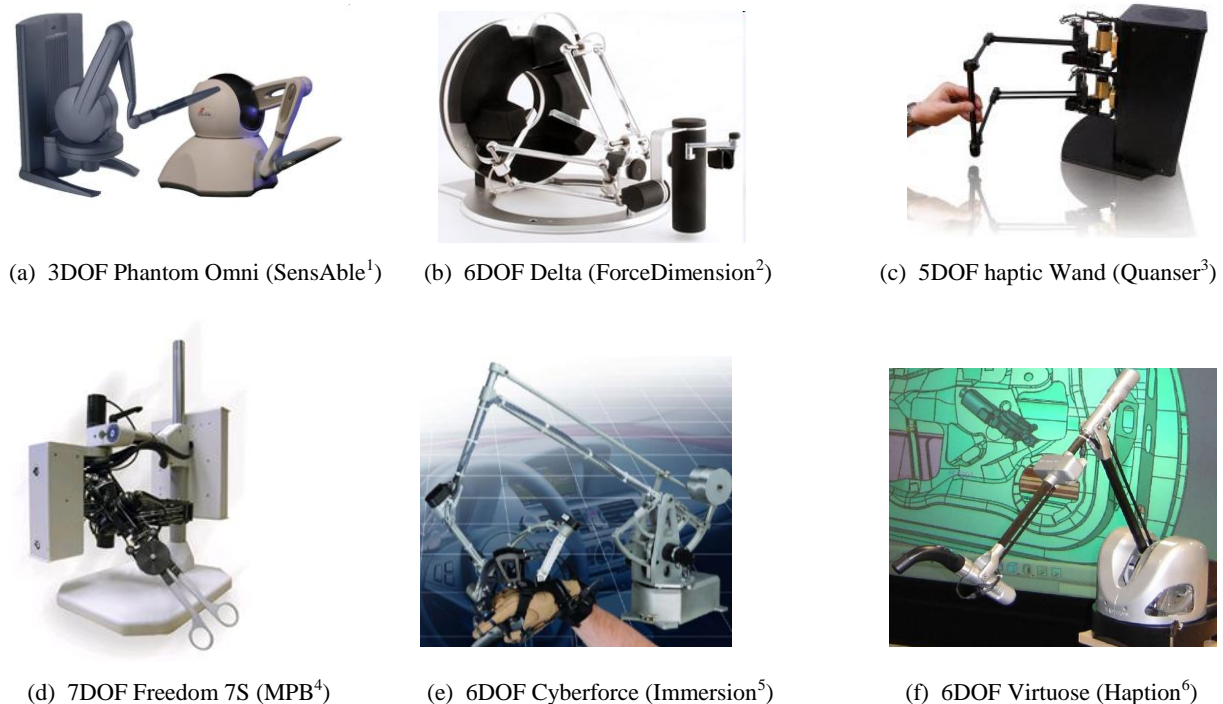 (a) 3DOF Phantom Omni (SensAble1)
(b) 6DOF Delta (ForceDimension2)
(c) 5DOF haptic Wand (Quanser3)
(d) 7DOF Freedom 7S (MPB4)
(e) 6DOF Cyberforce (Immersion5)
(f) 6DOF Virtuose (Haption6)